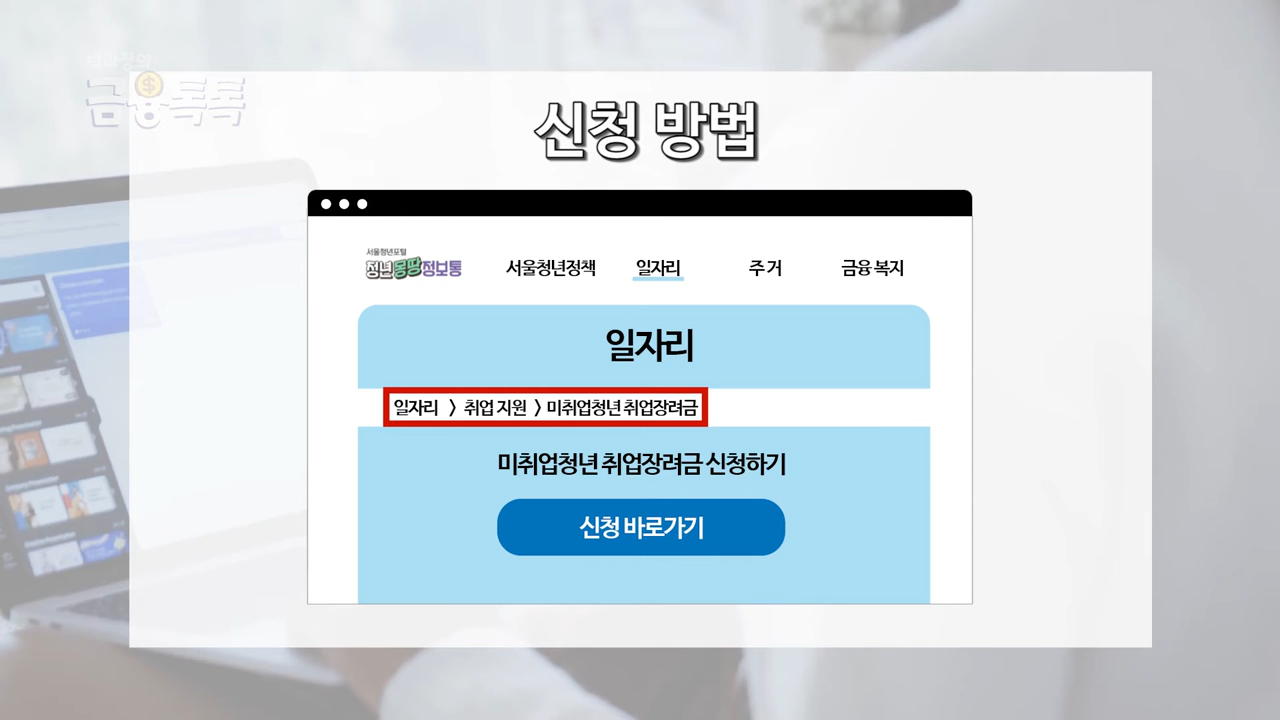 금융톡톡
신청 방법
서울청년포털
청년몽땅정보통
서울청년정책 일자리 주거 금융 복지
일자리
일자리 〉 취업 지원 〉미취업청년 취업장려금
미취업청년 취업장려금 신청하기
신청 바로가기